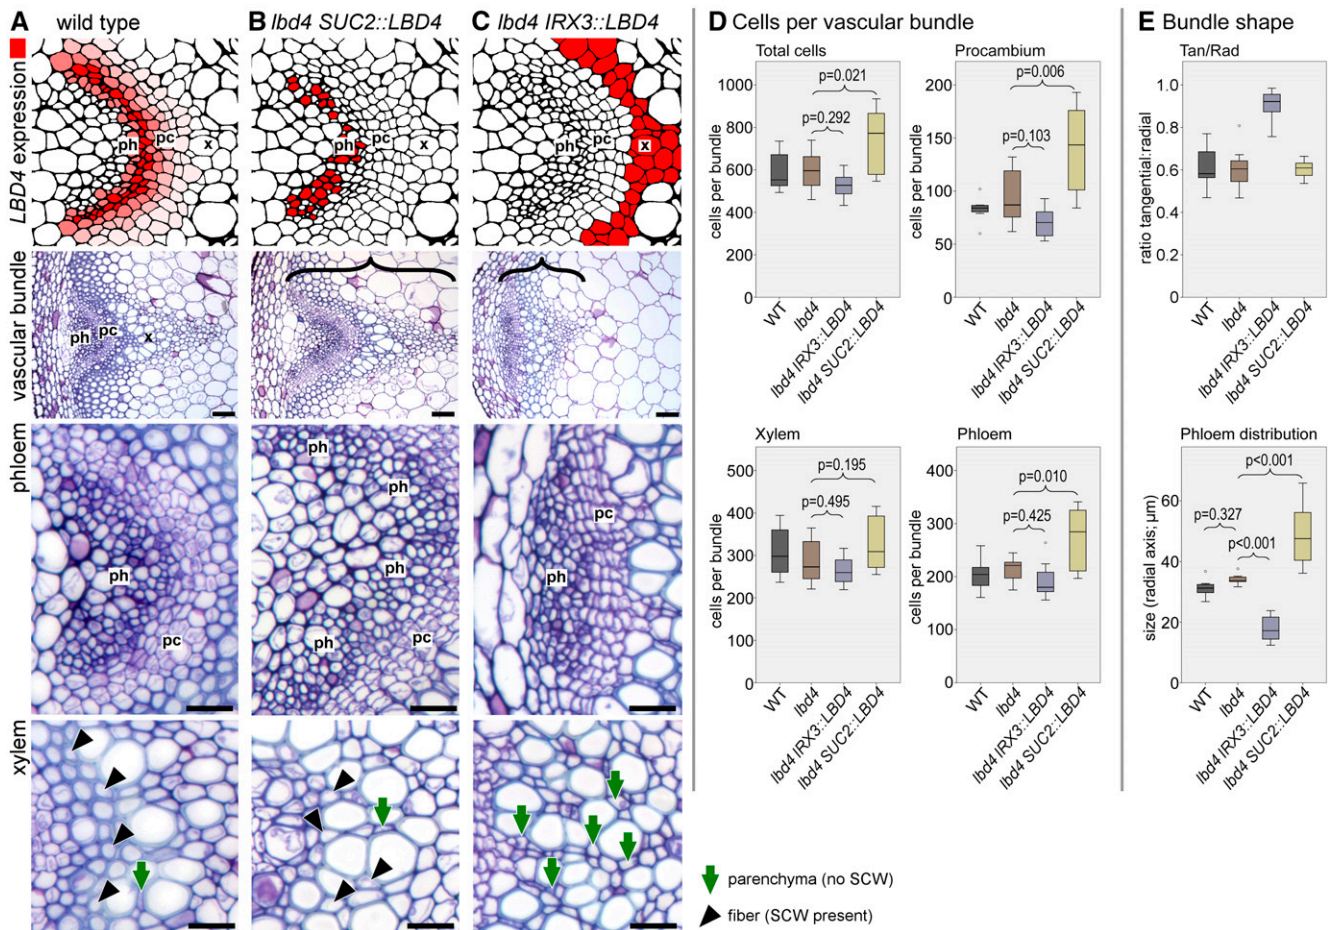 A wild type
B lbd4 SUC2::LBD4
C lbd4 IRX3::LBD4
D Cells per vascular bundle
E Bundle shape
LBD4 expression
ph pc x
ph pc x
ph pc x
vascular bundle
ph pc x
phloem
ph pc
ph ph ph ph pc
ph pc
xylem
Total cells
cells per bundle
1000
800
600
400
200
0
p=0.021
p=0.292
WT
lbd4
lbd4 IRX3::LBD4
lbd4 SUC2::LBD4
Procambium
cells per bundle
200
150
100
50
0
p=0.006
p=0.103
WT
lbd4
lbd4 IRX3::LBD4
lbd4 SUC2::LBD4
Xylem
cells per bundle
500
400
300
200
100
0
p=0.195
p=0.495
WT
lbd4
lbd4 IRX3::LBD4
lbd4 SUC2::LBD4
Phloem
cells per bundle
400
300
200
100
0
p=0.010
p=0.425
WT
lbd4
lbd4 IRX3::LBD4
lbd4 SUC2::LBD4
Tan/Rad
ratio tangential:radial
1.0
0.8
0.6
0.4
0.2
0
WT
lbd4
lbd4 IRX3::LBD4
lbd4 SUC2::LBD4
Phloem distribution
size (radial axis; µm)
60
40
20
0
p<0.001
p=0.327
p<0.001
WT
lbd4
lbd4 IRX3::LBD4
lbd4 SUC2::LBD4
parenchyma (no SCW)
fiber (SCW present)